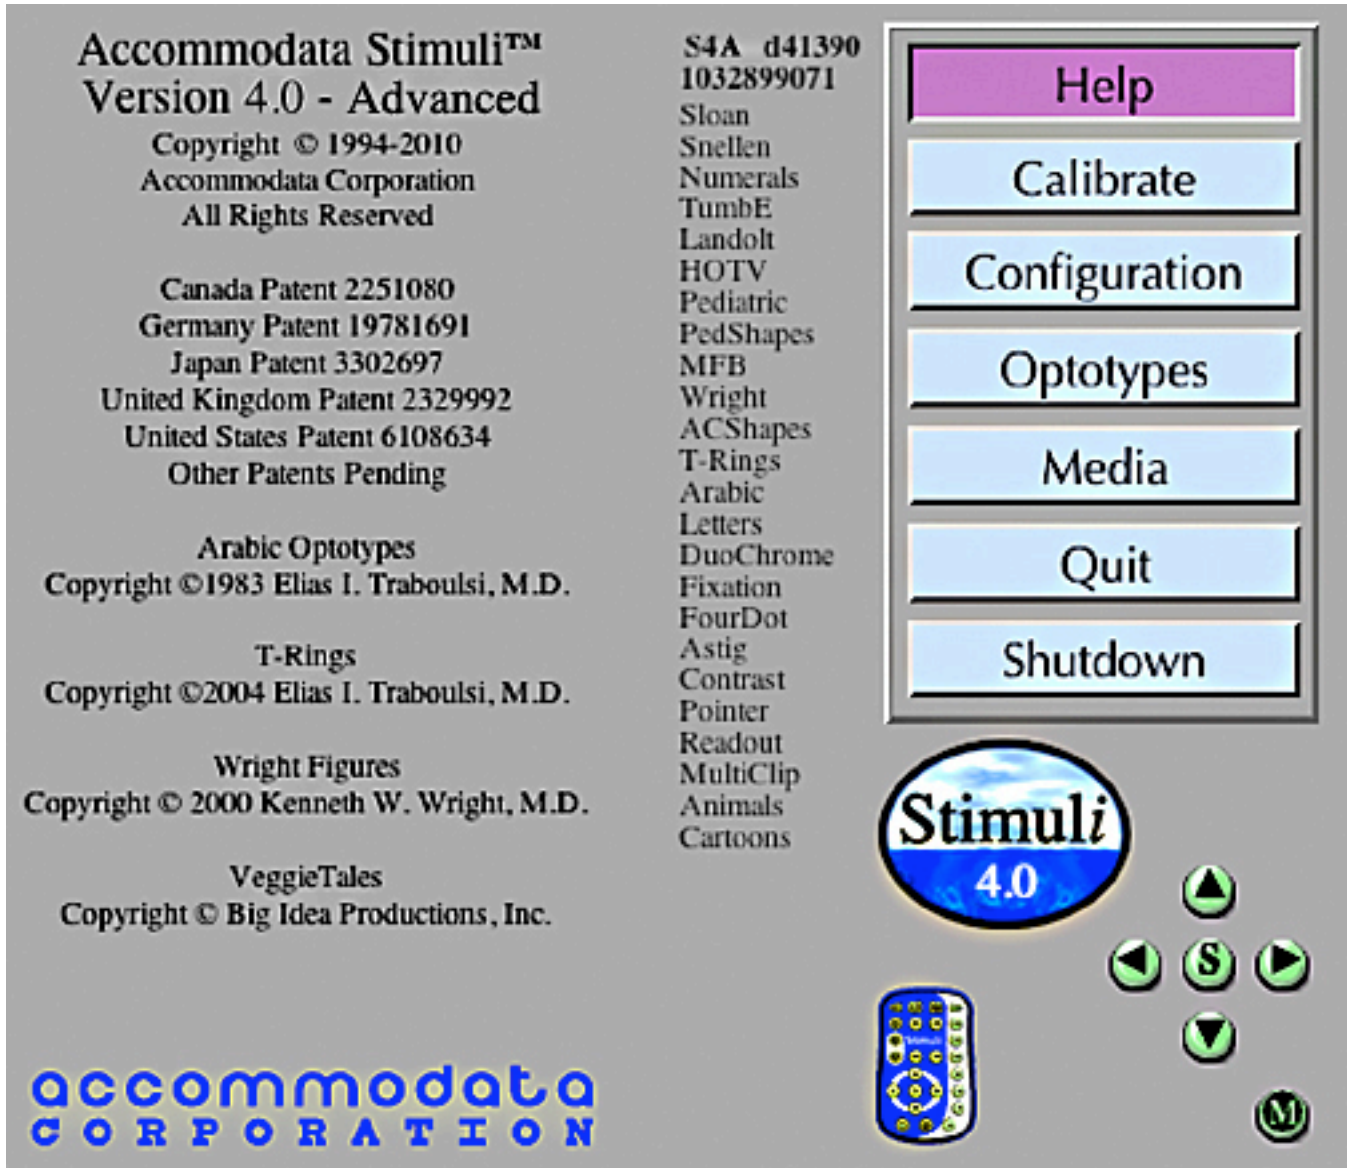 Accommodata Stimuli™
Version 4.0 - Advanced
Copyright © 1994-2010
Accommodata Corporation
All Rights Reserved
Canada Patent 2251080
Germany Patent 19781691
Japan Patent 3302697
United Kingdom Patent 2329992
United States Patent 6108634
Other Patents Pending
Arabic Optotypes
Copyright ©1983 Elias I. Traboulsi, M.D.
T-Rings
Copyright ©2004 Elias I. Traboulsi, M.D.
Wright Figures
Copyright © 2000 Kenneth W. Wright, M.D.
VeggieTales
Copyright © Big Idea Productions, Inc.
accommodata
CORPORATION
S4A d41390
1032899071
Sloan
Snellen
Numerals
TumbE
Landolt
HOTV
Pediatric
PedShapes
MFB
Wright
ACShapes
T-Rings
Arabic
Letters
DuoChrome
Fixation
FourDot
Astig
Contrast
Pointer
Readout
MultiClip
Animals
Cartoons
Help
Calibrate
Configuration
Optotypes
Media
Quit
Shutdown
Stimuli
4.0
S
M